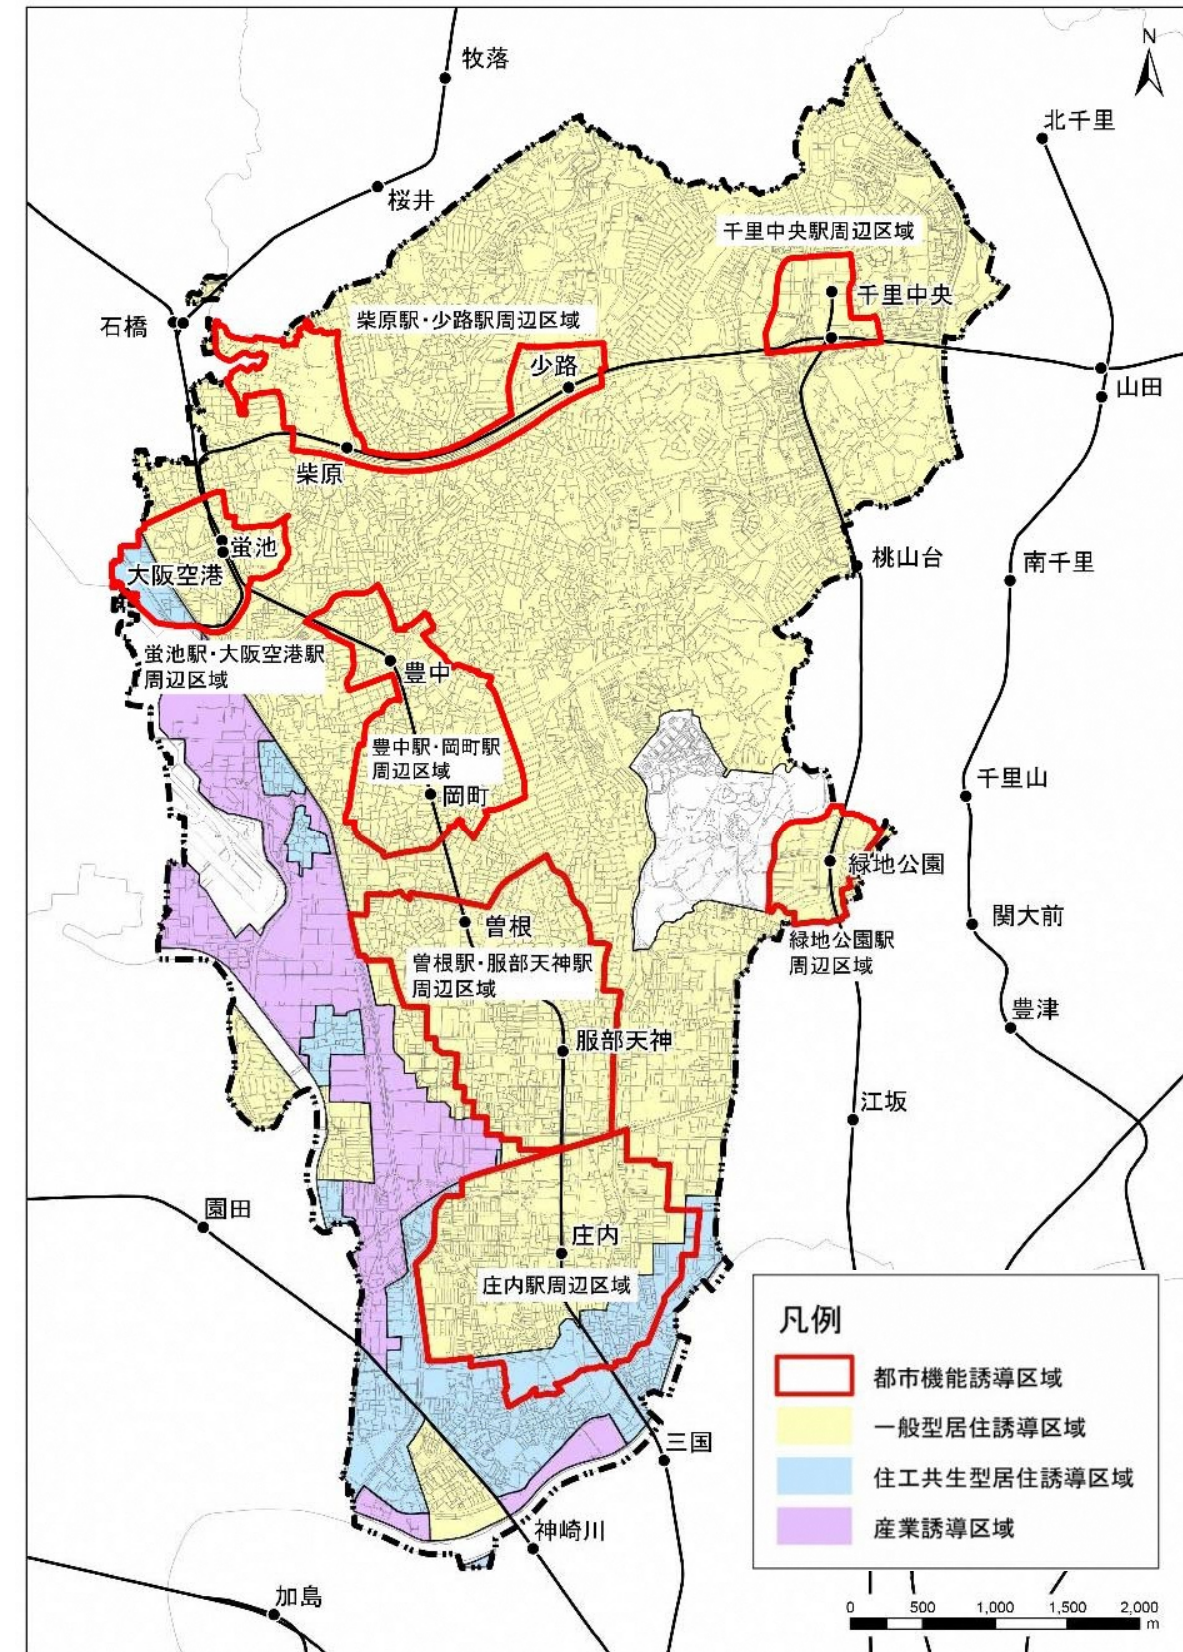 N
牧落
北千里
桜井
千里中央駅周辺区域
千里中央
石橋
柴原駅・少路駅周辺区域
少路
山田
柴原
蛍池
大阪空港
桃山台
南千里
蛍池駅・大阪空港駅
周辺区域
豊中
豊中駅・岡町駅
周辺区域
岡町
千里山
緑地公園
曽根
関大前
緑地公園駅
周辺区域
曽根駅・服部天神駅
周辺区域
豊津
服部天神
江坂
園田
庄内
庄内駅周辺区域
凡例
都市機能誘導区域
一般型居住誘導区域
住工共生型居住誘導区域
産業誘導区域
三国
神崎川
加島
0 500 1,000 1,500 2,000
m